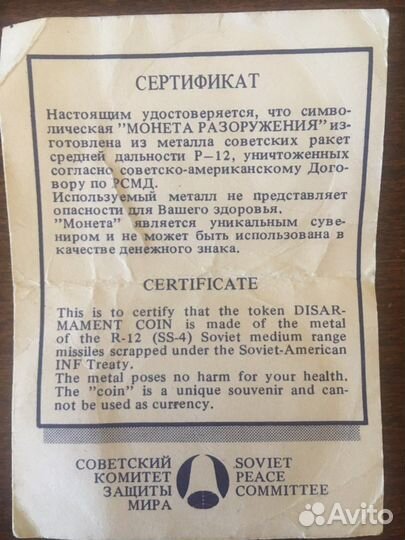 СЕРТИФИКАТ
Настоящим удостоверяется, что симво-
лическая "МОНЕТА РАЗОРУЖЕНИЯ" из-
готовлена из металла советских ракет
средней дальности Р-12, уничтоженных
согласно советско-американскому Дого-
вору по РСМД.
Используемый металл не представляет
опасности для Вашего здоровья.
"Монета" является уникальным суве-
ниром и не может быть использована в
качестве денежного знака.
CERTIFICATE
This is to certify that the token DISAR-
MAMENT COIN is made of the metal
of the R-12 (SS-4) Soviet medium range
missiles scrapped under the Soviet-American
INF Treaty.
The metal poses no harm for your health.
The "coin" is a unique souvenir and can-
not be used as currency.
СОВЕТСКИЙ
КОМИТЕТ
ЗАЩИТЫ
МИРА
SOVIET
PEACE
COMMITTEE
Avito